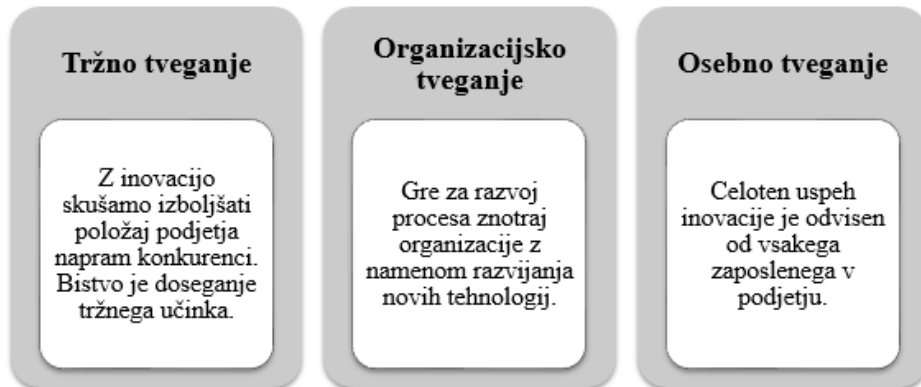 Tržno tveganje
Z inovacijo
skušamo izboljšati
položaj podjetja
napram konkurenci.
Bistvo je doseganje
tržnega učinka.
Organizacijsko
tveganje
Gre za razvoj
procesa znotraj
organizacije z
namenom razvijanja
novih tehnologij.
Osebno tveganje
Celoten uspeh
inovacije je odvisen
od vsakega
zaposlenega v
podjetju.